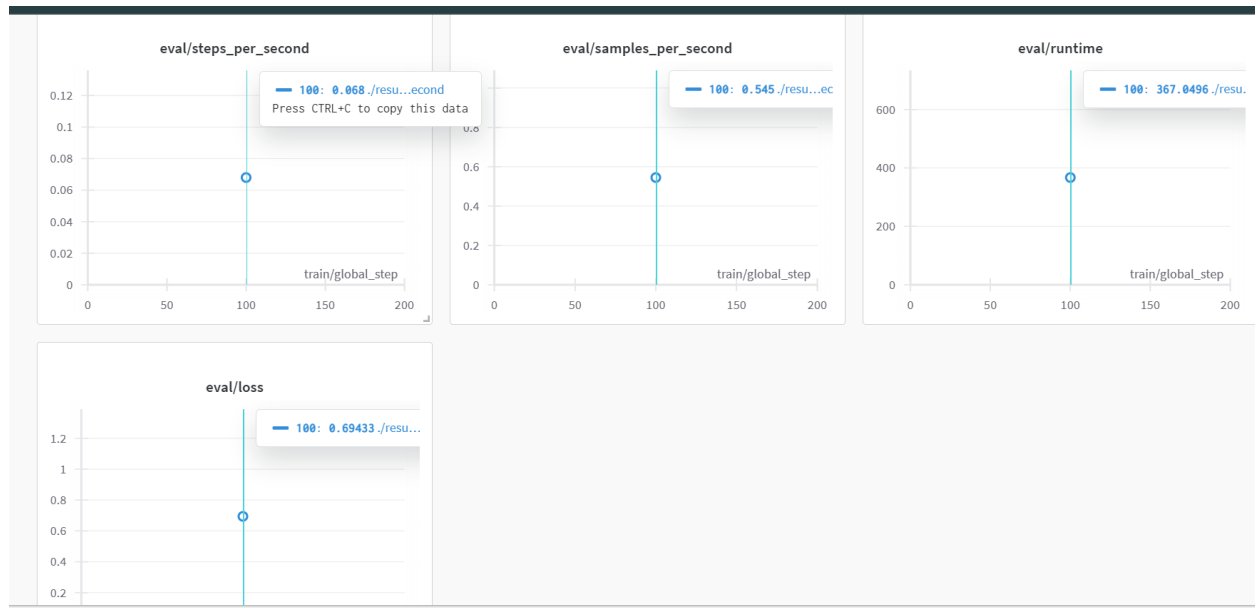 eval/steps_per_second
100: 0.068 ./resu...econd
Press CTRL+C to copy this data
0.12
0.1
0.08
0.06
0.04
0.02
0
train/global_step
0 50 100 150 200
eval/samples_per_second
100: 0.545 ./resu...ec
0.8
0.6
0.4
0.2
0
train/global_step
0 50 100 150 200
eval/runtime
100: 367.0496 ./resu.
600
400
200
0
train/global_step
0 50 100 150 200
eval/loss
100: 0.69433 ./resu...
1.2
1
0.8
0.6
0.4
0.2